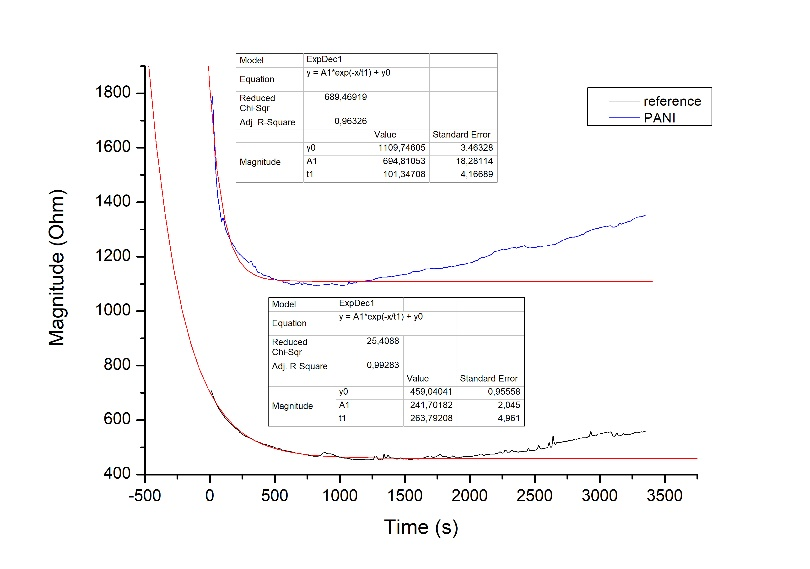 Model ExpDec1
Equation y = A1*exp(-x/t1) + y0
Reduced Chi-Sqr 689,46919
Adj. R-Square 0,96326
Value Standard Error
Magnitude y0 1109,74605 3,46328
A1 694,81053 18,28114
t1 101,34708 4,16689
reference
PANI
Model ExpDec1
Equation y = A1*exp(-x/t1) + y0
Reduced Chi-Sqr 25,4088
Adj. R-Square 0,99283
Value Standard Error
Magnitude y0 459,04041 0,95558
A1 241,70182 2,045
t1 263,79208 4,961
Magnitude (Ohm)
1800
1600
1400
1200
1000
800
600
400
-500 0 500 1000 1500 2000 2500 3000 3500
Time (s)